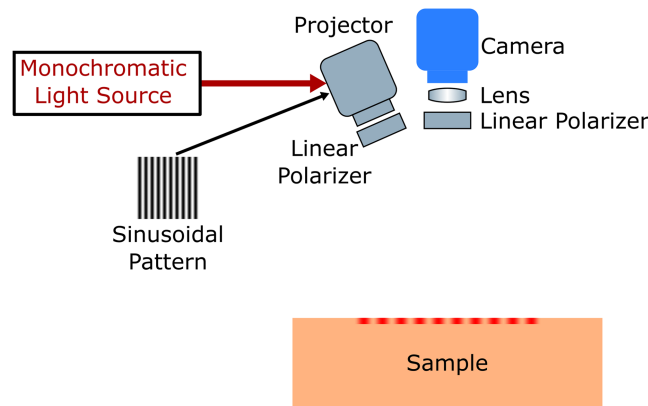 Projector
Camera
Monochromatic
Light Source
Lens
Linear Polarizer
Linear
Polarizer
Sinusoidal
Pattern
Sample